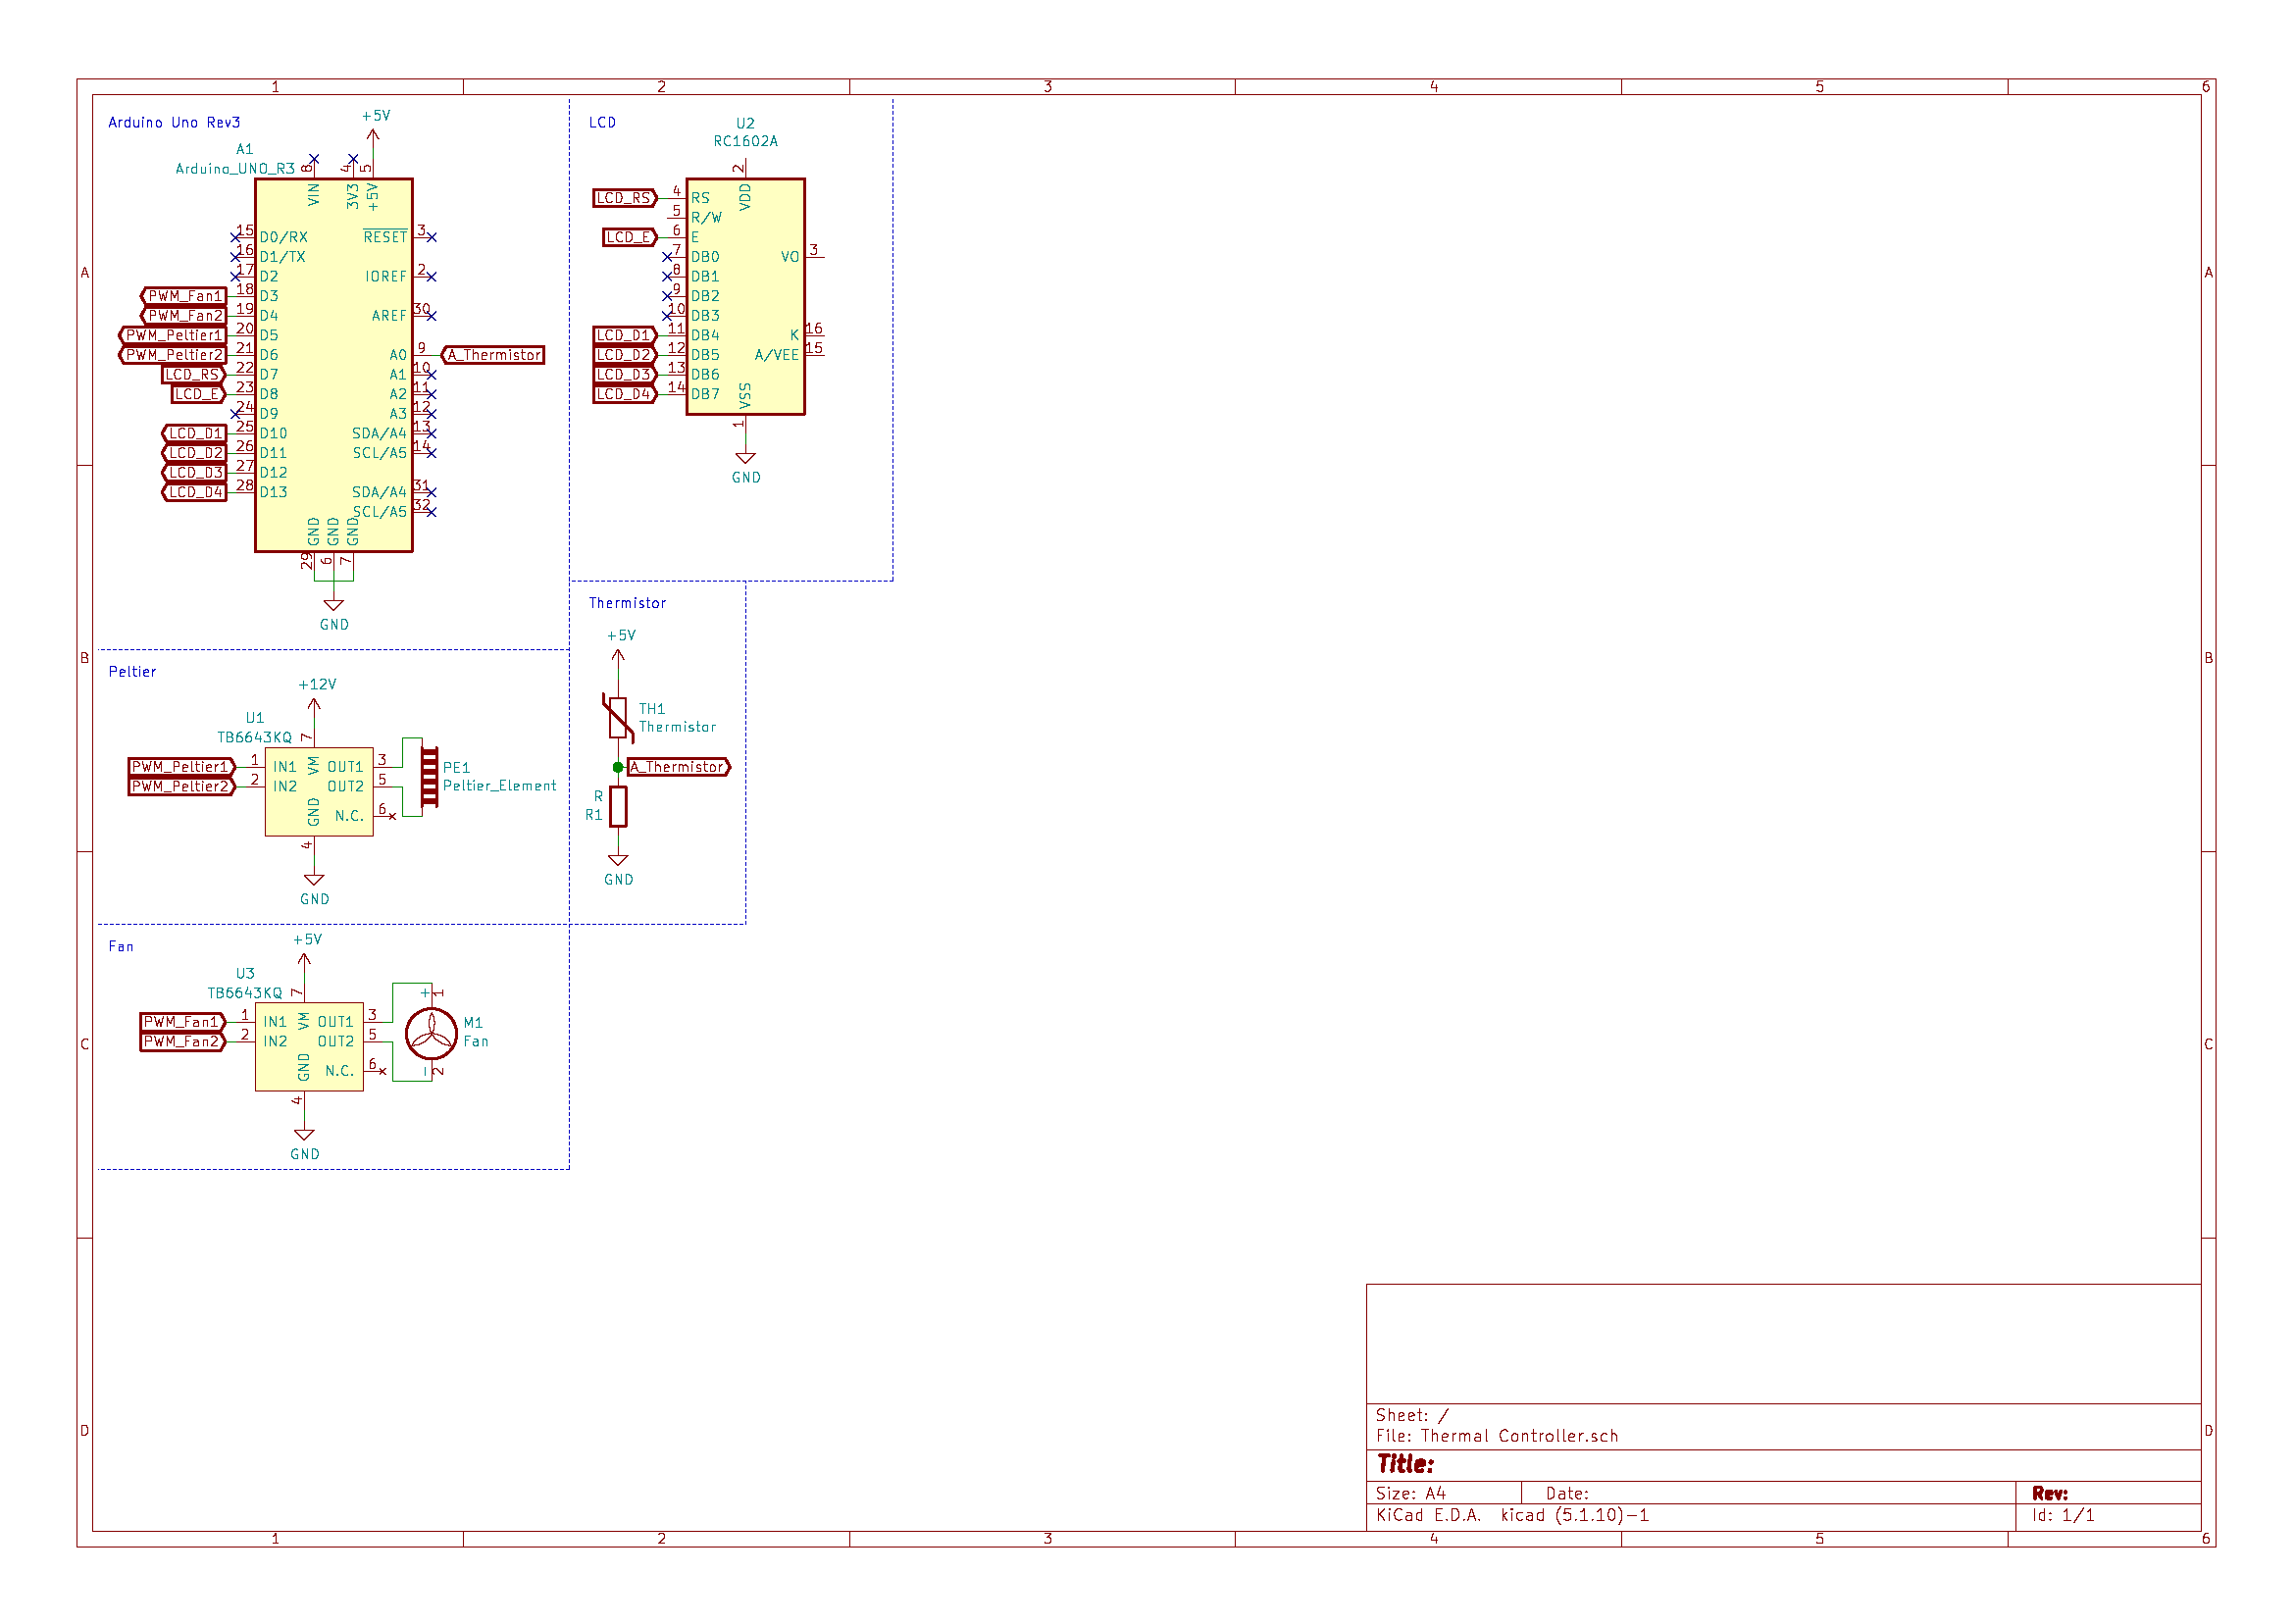 1 2 3 4 5 6
A
B
C
D
Arduino Uno Rev3
+5V
A1
Arduino_UNO_R3
8 4 5
VIN 3V3 +5V
15 D0/RX RESET 3
16 D1/TX
17 D2 IOREF 2
PWM_Fan1 18 D3
PWM_Fan2 19 D4 AREF 30
PWM_Peltier1 20 D5
PWM_Peltier2 21 D6 A0 9 A_Thermistor
LCD_RS 22 D7 A1 10
LCD_E 23 D8 A2 11
24 D9 A3 12
LCD_D1 25 D10 SDA/A4 13
LCD_D2 26 D11 SCL/A5 14
LCD_D3 27 D12
LCD_D4 28 D13 SDA/A4 31
SCL/A5 32
GND GND GND
29 6 7
GND
LCD
U2
RC1602A
2
VDD
LCD_RS 4 RS
5 R/W
LCD_E 6 E
7 DB0 VO 3
8 DB1
9 DB2
10 DB3
LCD_D1 11 DB4 K 16
LCD_D2 12 DB5 A/VEE 15
LCD_D3 13 DB6
LCD_D4 14 DB7
VSS
1
GND
Thermistor
+5V
TH1
Thermistor
A_Thermistor
R
R1
GND
Peltier
+12V
U1
TB6643KQ 7
PWM_Peltier1 1 IN1 VM OUT1 3
PWM_Peltier2 2 IN2 OUT2 5
GND N.C. 6
4
GND
PE1
Peltier_Element
Fan
+5V
U3
TB6643KQ 7
PWM_Fan1 1 IN1 VM OUT1 3
PWM_Fan2 2 IN2 OUT2 5
GND N.C. 6
4
GND
+ 1
M1
Fan
- 2
Sheet: /
File: Thermal Controller.sch
Title:
Size: A4 Date: Rev:
KiCad E.D.A. kicad (5.1.10)-1 Id: 1/1
A
B
C
D
1 2 3 4 5 6